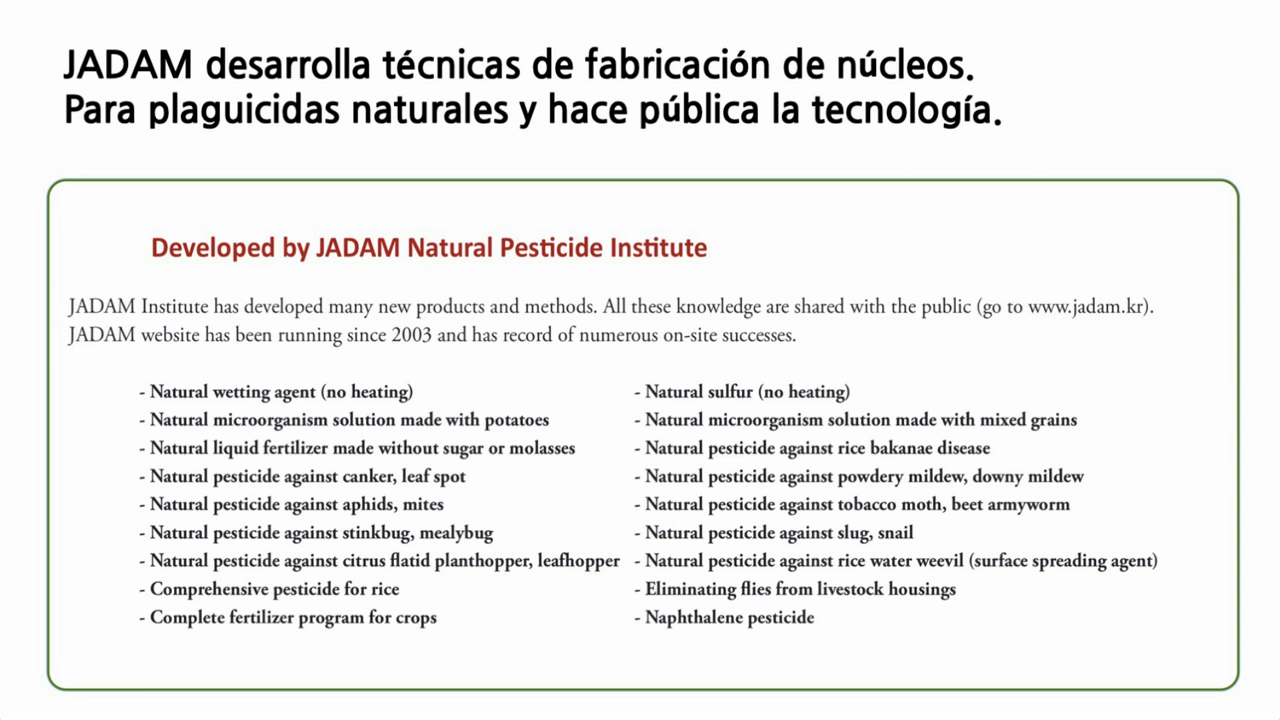 JADAM desarrolla técnicas de fabricación de núcleos.
Para plaguicidas naturales y hace pública la tecnología.
Developed by JADAM Natural Pesticide Institute
JADAM Institute has developed many new products and methods. All these knowledge are shared with the public (go to www.jadam.kr).
JADAM website has been running since 2003 and has record of numerous on-site successes.
- Natural wetting agent (no heating)
- Natural microorganism solution made with potatoes
- Natural liquid fertilizer made without sugar or molasses
- Natural pesticide against canker, leaf spot
- Natural pesticide against aphids, mites
- Natural pesticide against stinkbug, mealybug
- Natural pesticide against citrus flatid planthopper, leafhopper
- Comprehensive pesticide for rice
- Complete fertilizer program for crops
- Natural sulfur (no heating)
- Natural microorganism solution made with mixed grains
- Natural pesticide against rice bakanae disease
- Natural pesticide against powdery mildew, downy mildew
- Natural pesticide against tobacco moth, beet armyworm
- Natural pesticide against slug, snail
- Natural pesticide against rice water weevil (surface spreading agent)
- Eliminating flies from livestock housings
- Naphthalene pesticide